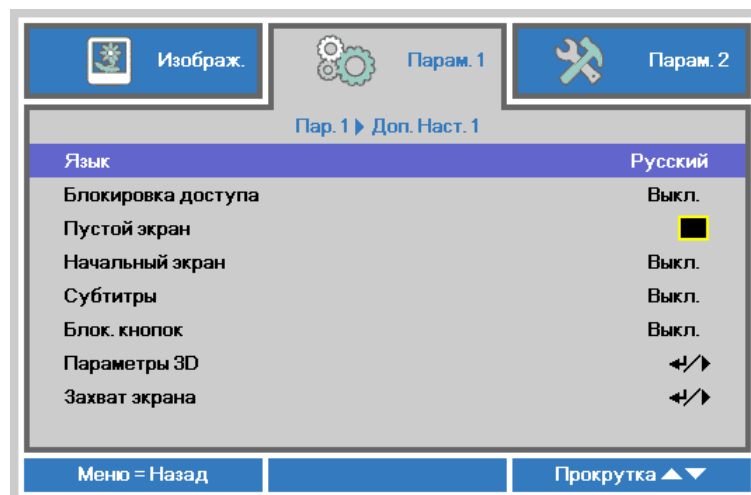 Изображ.
Парам. 1
Парам. 2
Пар. 1 Доп. Наст. 1
Язык Русский
Блокировка доступа Выкл.
Пустой экран
Начальный экран Выкл.
Субтитры Выкл.
Блок. кнопок Выкл.
Параметры 3D
Захват экрана
Меню = Назад
Прокрутка